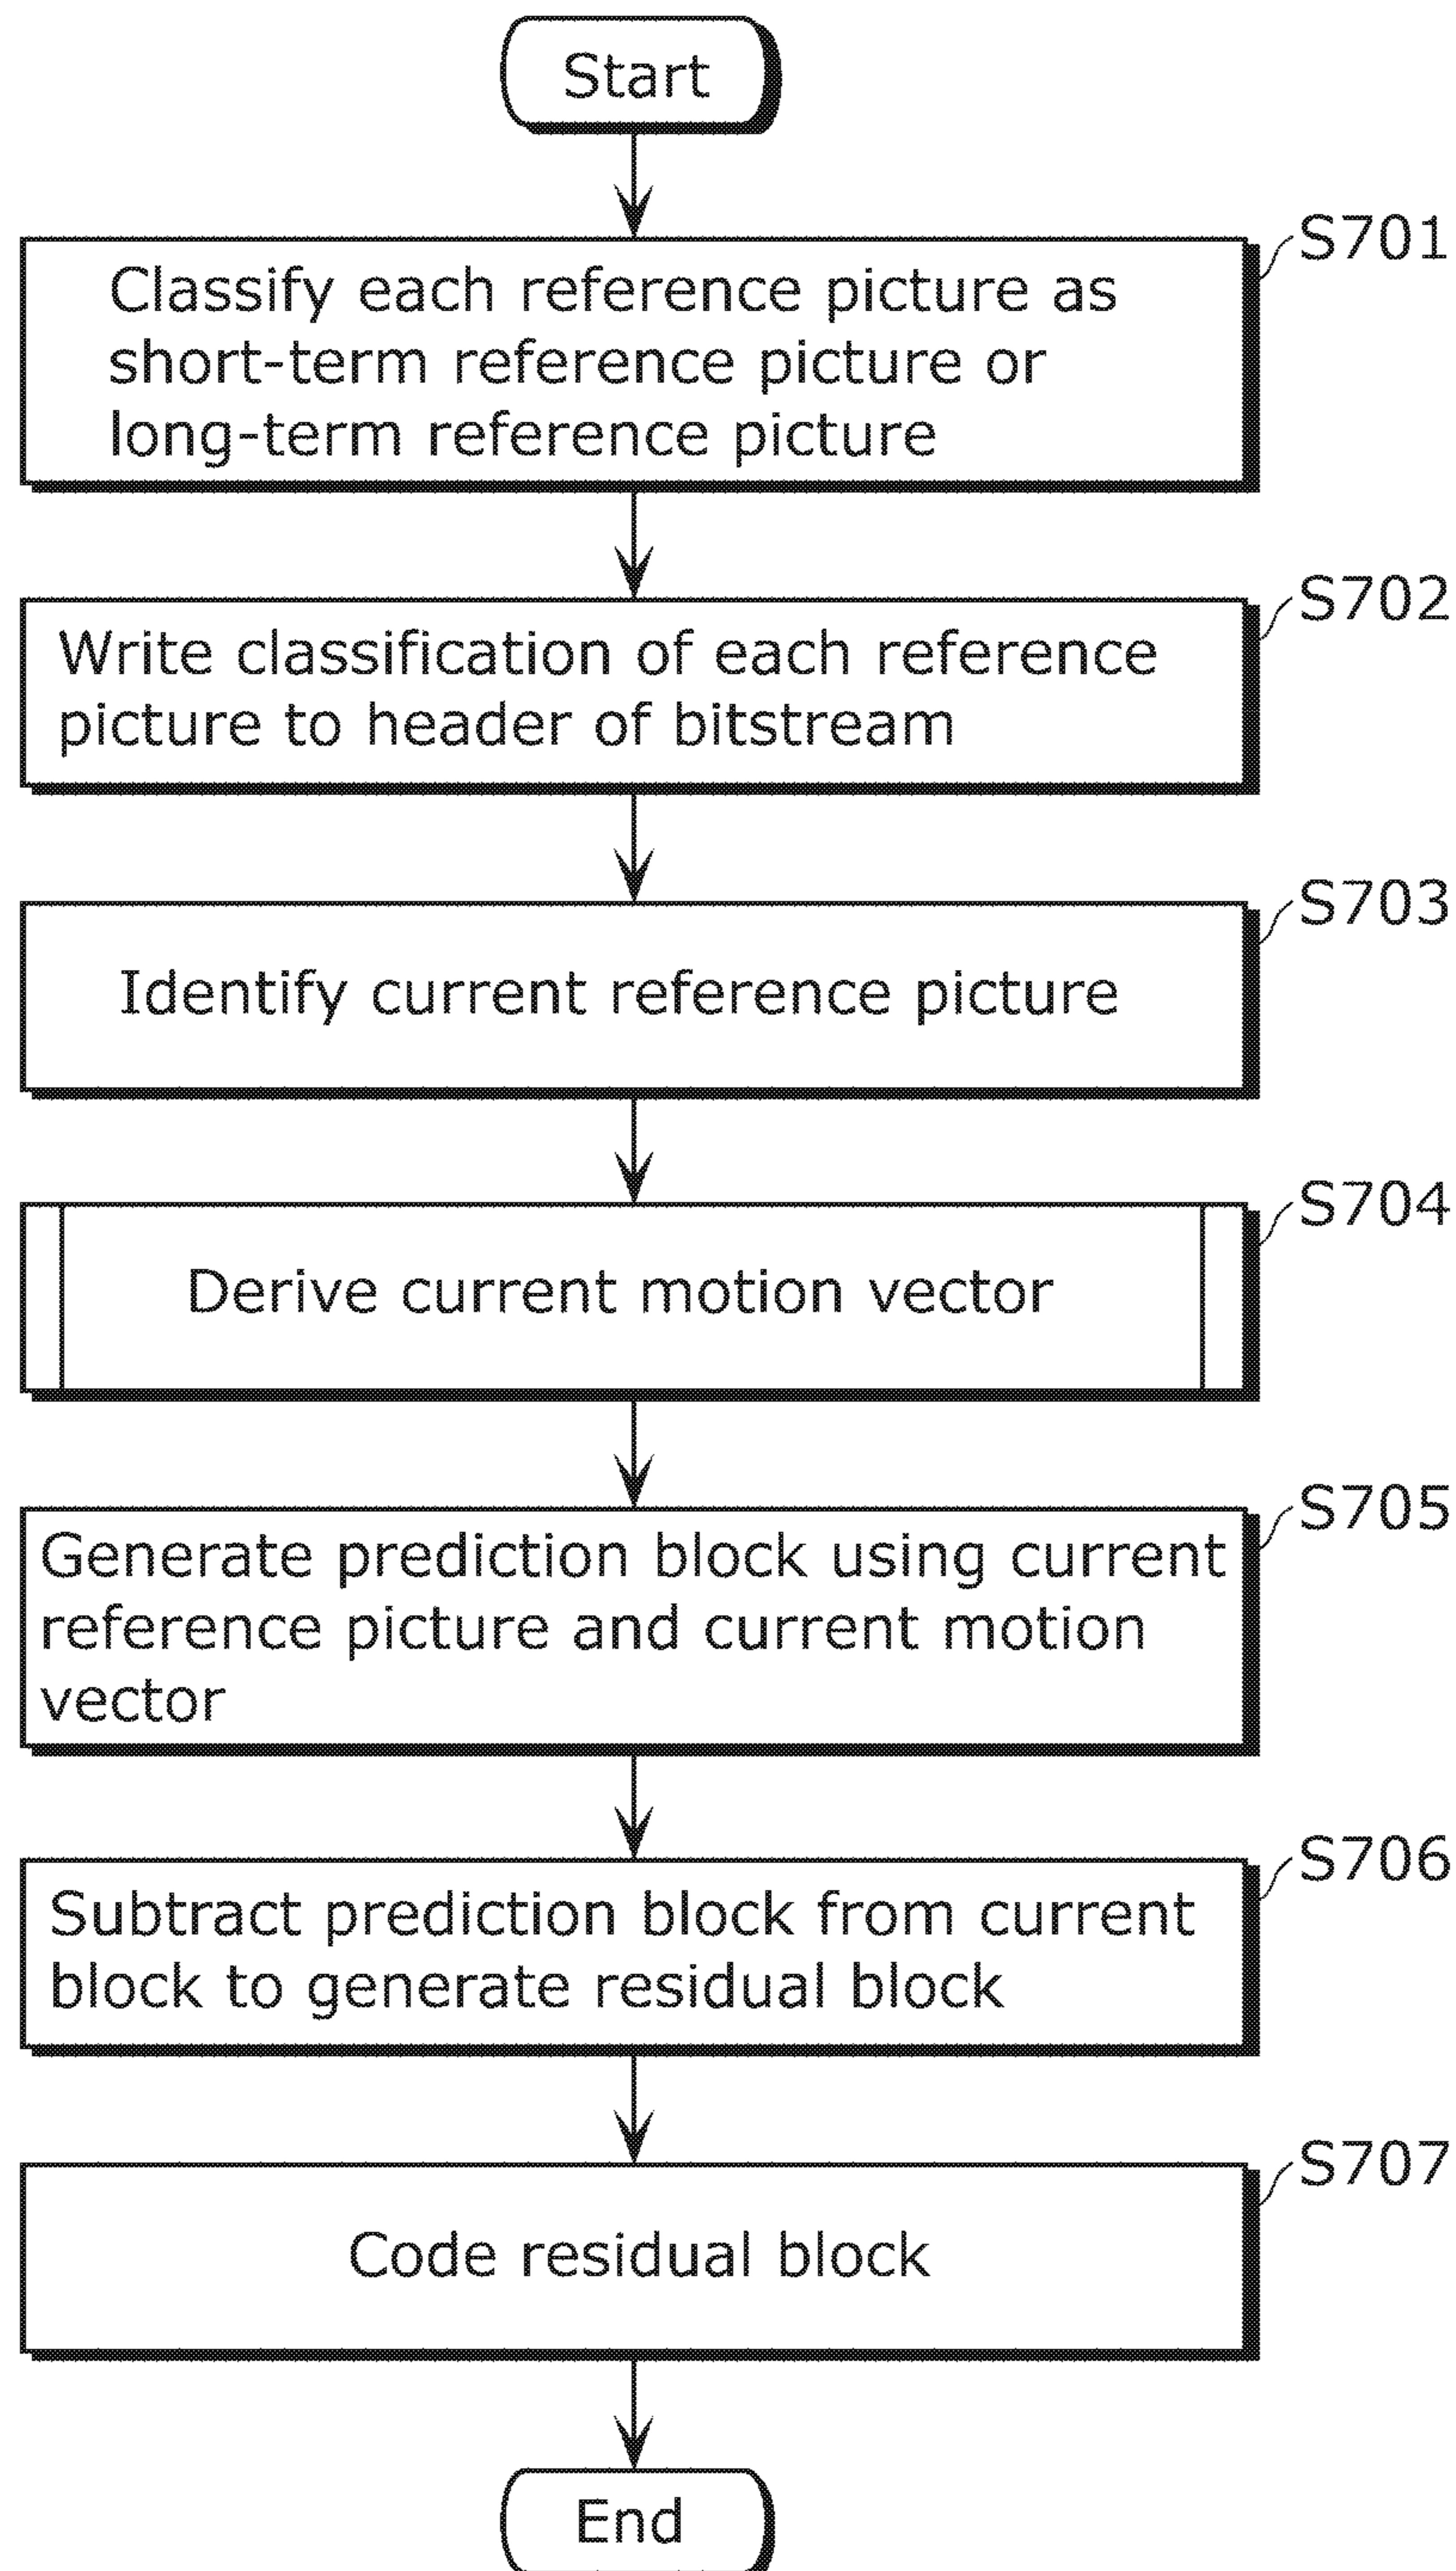 Start
S701
Classify each reference picture as
short-term reference picture or
long-term reference picture
S702
Write classification of each reference
picture to header of bitstream
S703
Identify current reference picture
S704
Derive current motion vector
S705
Generate prediction block using current
reference picture and current motion
vector
S706
Subtract prediction block from current
block to generate residual block
S707
Code residual block
End